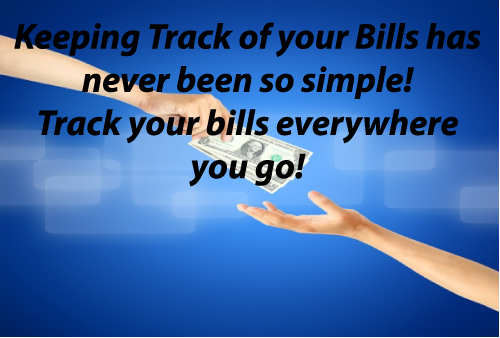 Keeping Track of your Bills has
never been so simple!
Track your bills everywhere
you go!